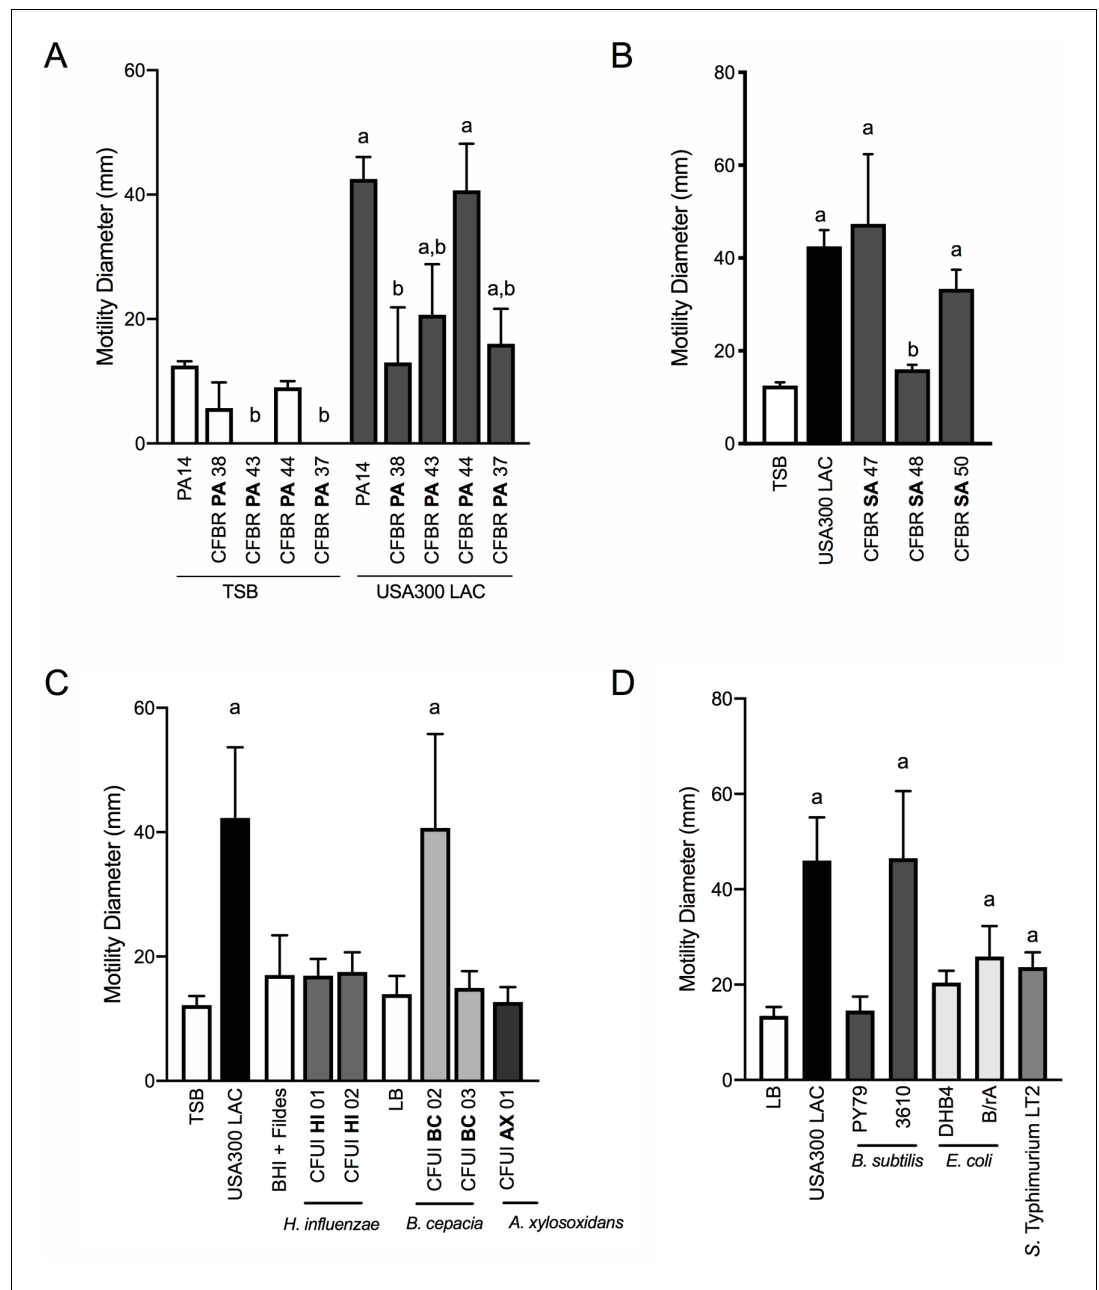 A
Motility Diameter (mm)
60
40
20
0
a
b
a,b
a
a,b
b
b
PA14
CFBR PA 38
CFBR PA 43
CFBR PA 44
CFBR PA 37
PA14
CFBR PA 38
CFBR PA 43
CFBR PA 44
CFBR PA 37
TSB
USA300 LAC
B
Motility Diameter (mm)
80
60
40
20
0
a
a
b
a
TSB
USA300 LAC
CFBR SA 47
CFBR SA 48
CFBR SA 50
C
Motility Diameter (mm)
60
40
20
0
a
a
TSB
USA300 LAC
BHI + Fildes
CFUI HI 01
CFUI HI 02
LB
CFUI BC 02
CFUI BC 03
CFUI AX 01
H. influenzae
B. cepacia
A. xylosoxidans
D
Motility Diameter (mm)
80
60
40
20
0
a
a
a
a
LB
USA300 LAC
PY79
3610
DHB4
B/rA
S. Typhimurium LT2
B. subtilis
E. coli